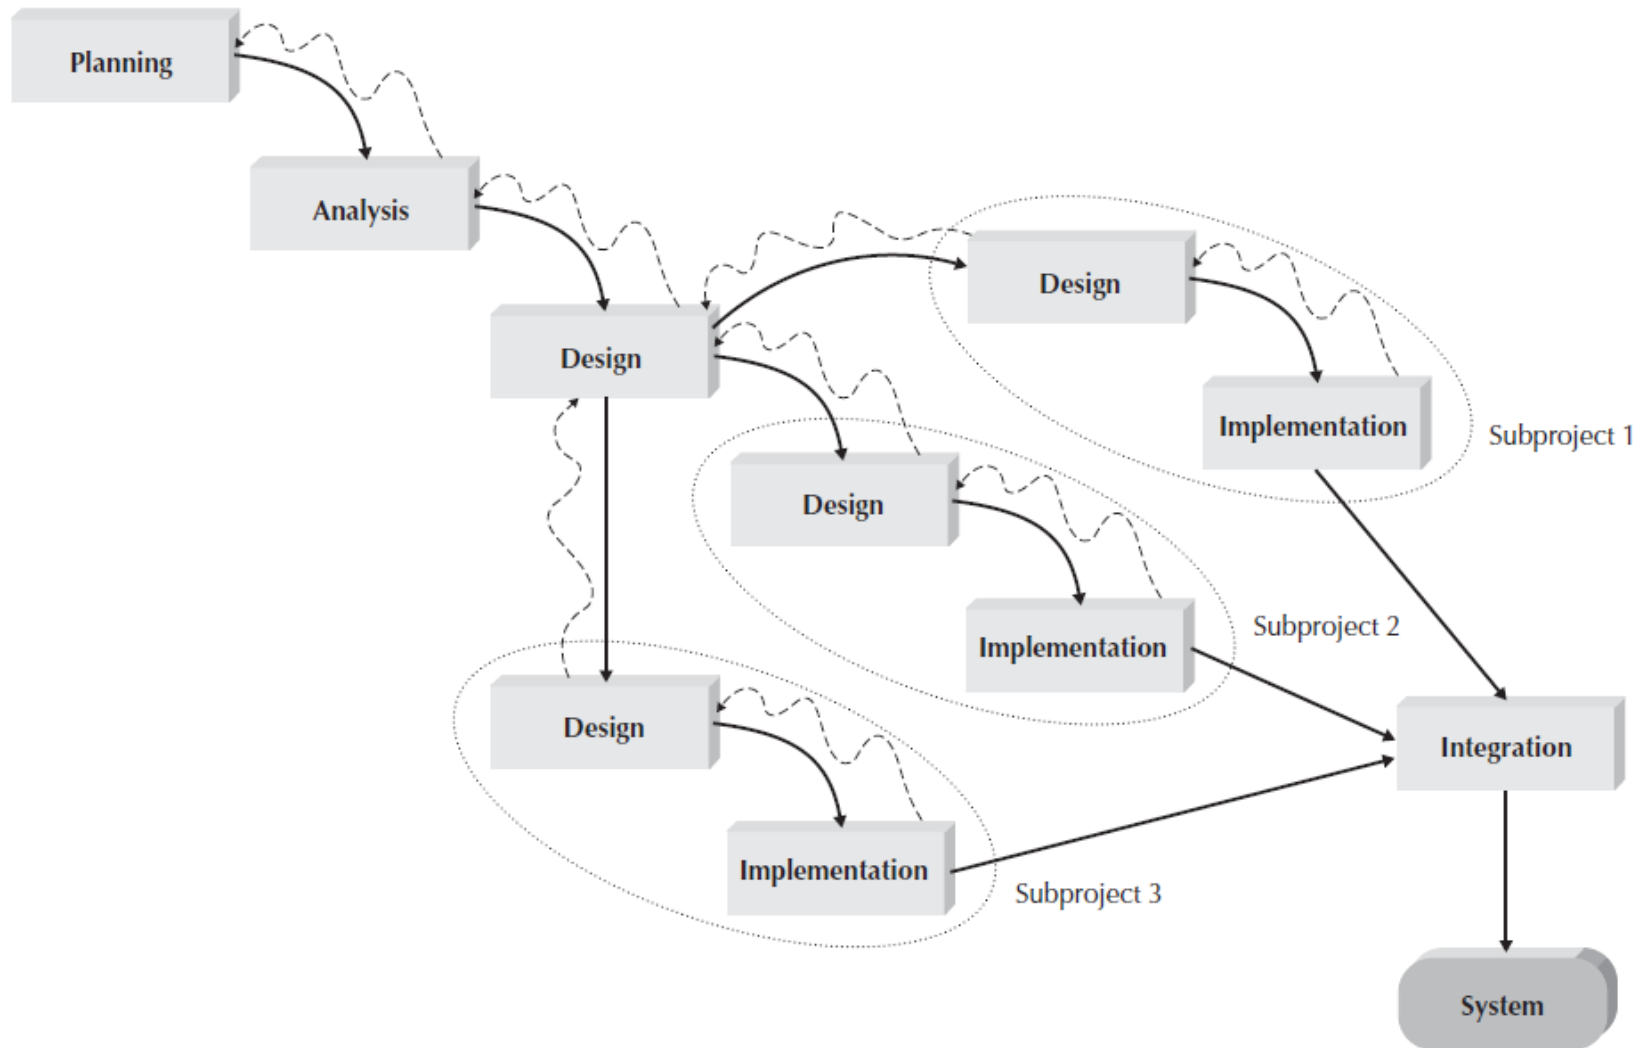 Planning
Analysis
Design
Design
Implementation
Subproject 1
Design
Implementation
Subproject 2
Design
Implementation
Subproject 3
Integration
System